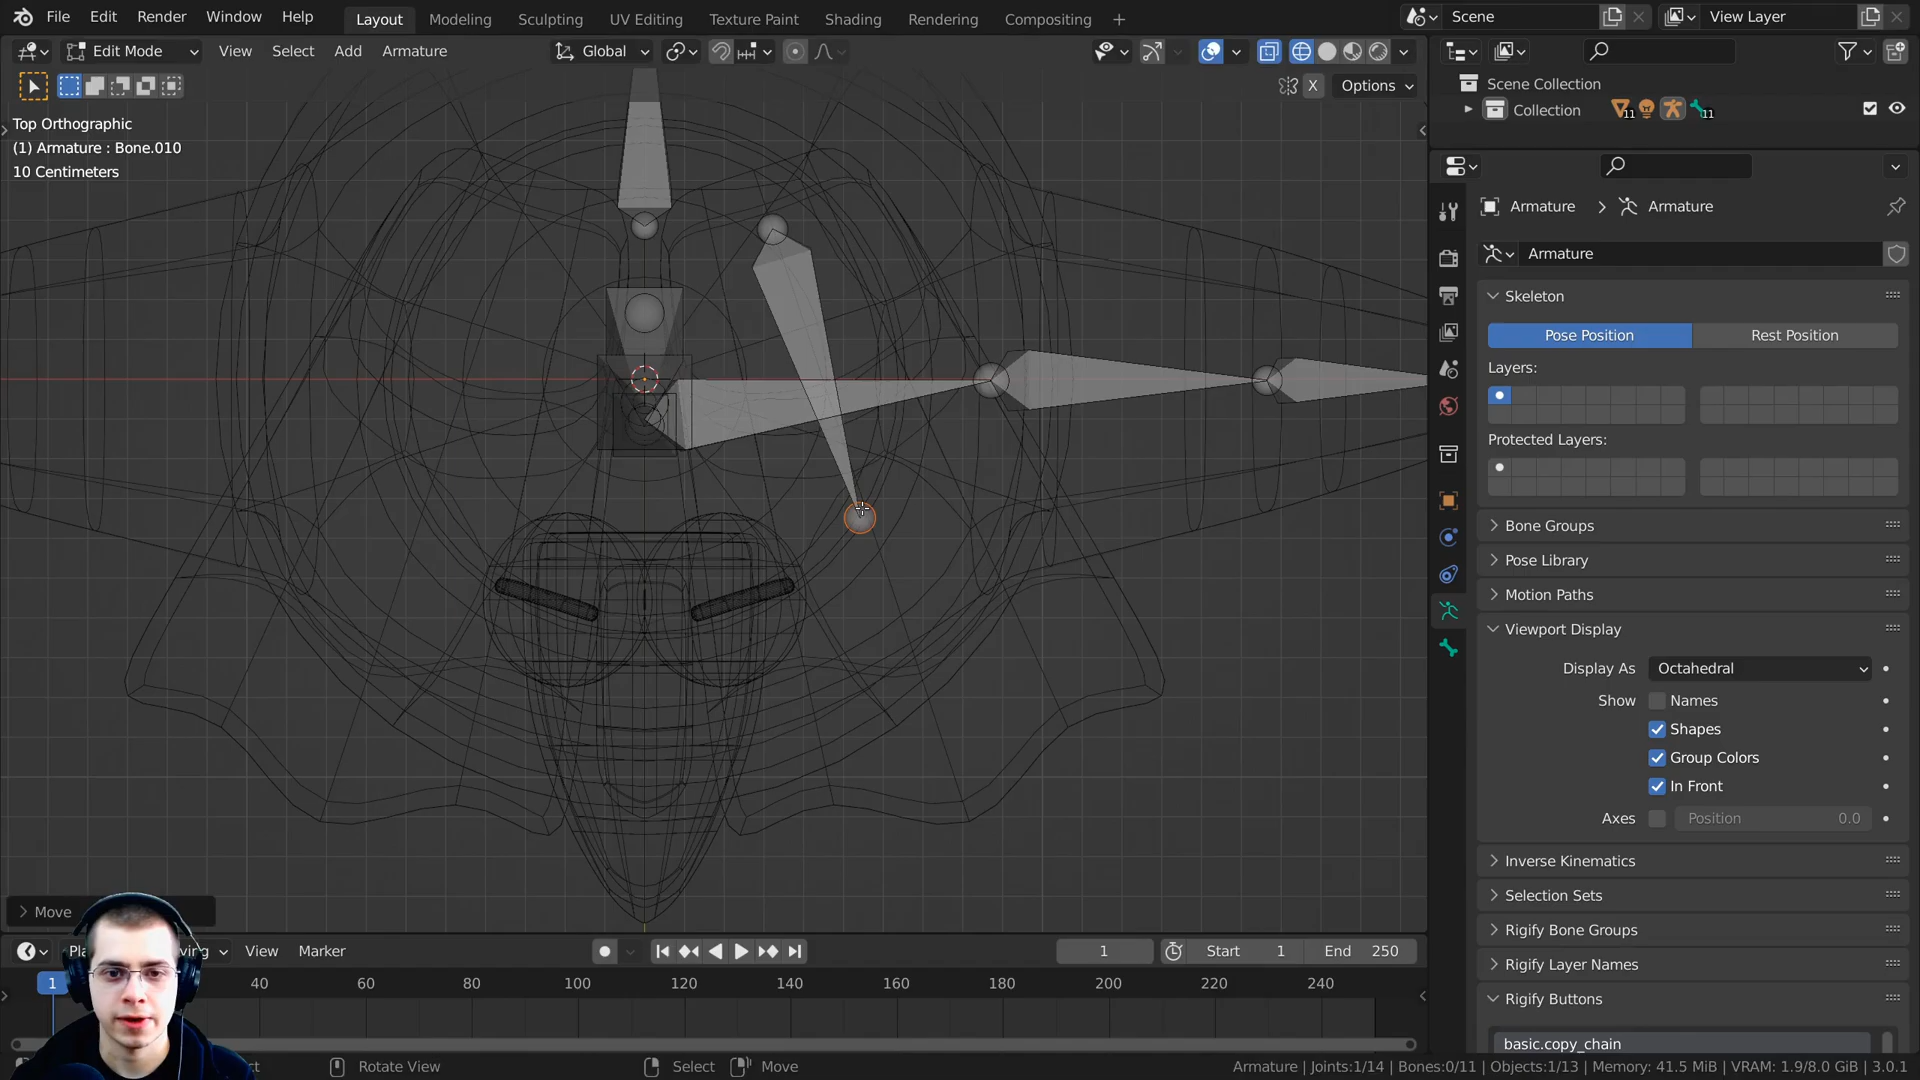 File Edit Render Window Help Layout Modeling Sculpting UV Editing Texture Paint Shading Rendering Compositing + Scene View Layer
Edit Mode View Select Add Armature Global
X Options
Top Orthographic
(1) Armature : Bone.010
10 Centimeters
Scene Collection
Collection 11 11
Armature > Armature
Armature
Skeleton
Pose Position Rest Position
Layers:
Protected Layers:
Bone Groups
Pose Library
Motion Paths
Viewport Display
Display As Octahedral
Show Names
Shapes
Group Colors
In Front
Axes Position 0.0
Inverse Kinematics
Selection Sets
Rigify Bone Groups
Rigify Layer Names
Rigify Buttons
basic.copy_chain
Move
View Marker 1 Start 1 End 250
1 40 60 80 100 120 140 160 180 200 220 240
Rotate View Select Move Armature | Joints:1/14 | Bones:0/11 | Objects:1/13 | Memory: 41.5 MiB | VRAM: 1.9/8.0 GiB | 3.0.1